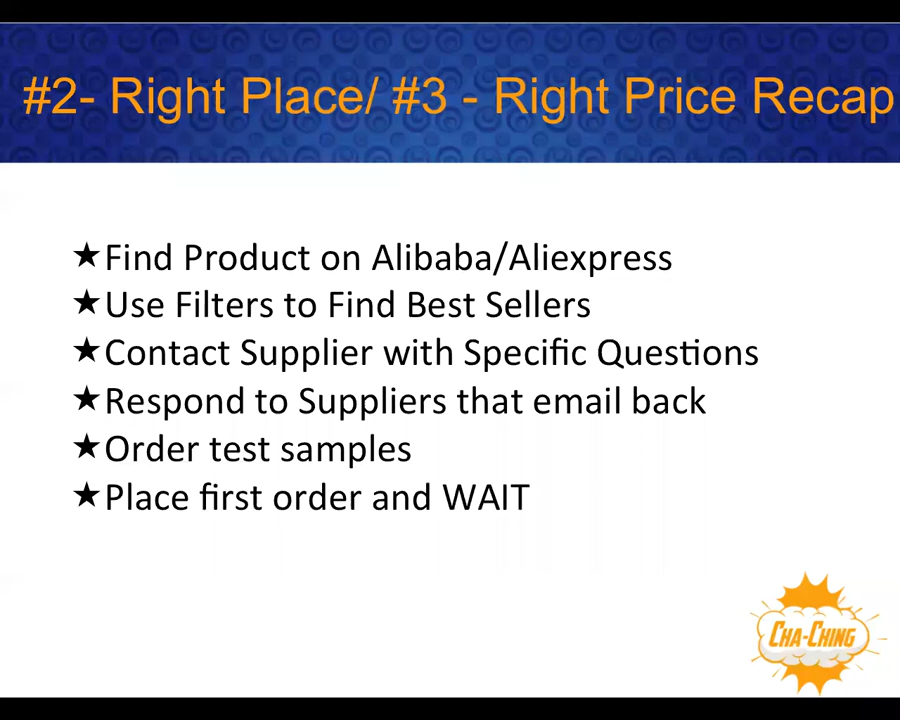 #2- Right Place/ #3 - Right Price Recap
★Find Product on Alibaba/Aliexpress
★Use Filters to Find Best Sellers
★Contact Supplier with Specific Questions
★Respond to Suppliers that email back
★Order test samples
★Place first order and WAIT
CHA-CHING